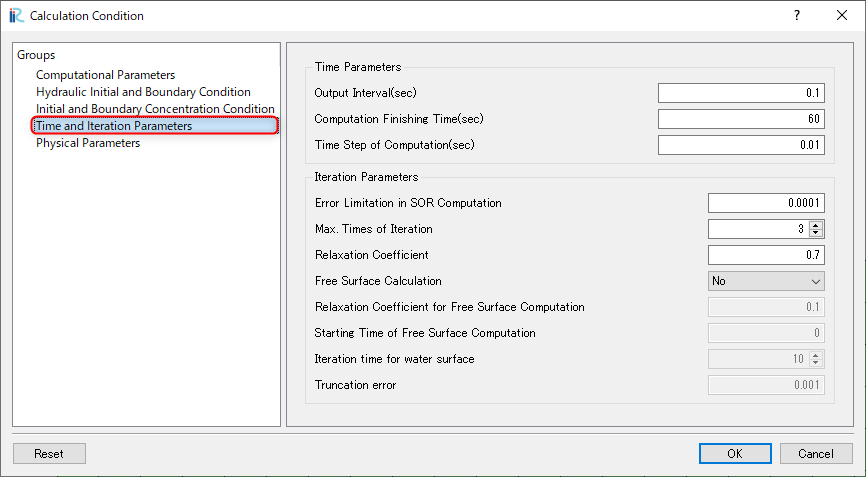 iR Calculation Condition ?
Groups
Computational Parameters
Hydraulic Initial and Boundary Condition
Initial and Boundary Concentration Condition
Time and Iteration Parameters
Physical Parameters
Time Parameters
Output Interval(sec) 0.1
Computation Finishing Time(sec) 60
Time Step of Computation(sec) 0.01
Iteration Parameters
Error Limitation in SOR Computation 0.0001
Max. Times of Iteration 3
Relaxation Coefficient 0.7
Free Surface Calculation No
Relaxation Coefficient for Free Surface Computation 0.1
Starting Time of Free Surface Computation 0
Iteration time for water surface 10
Truncation error 0.001
Reset OK Cancel